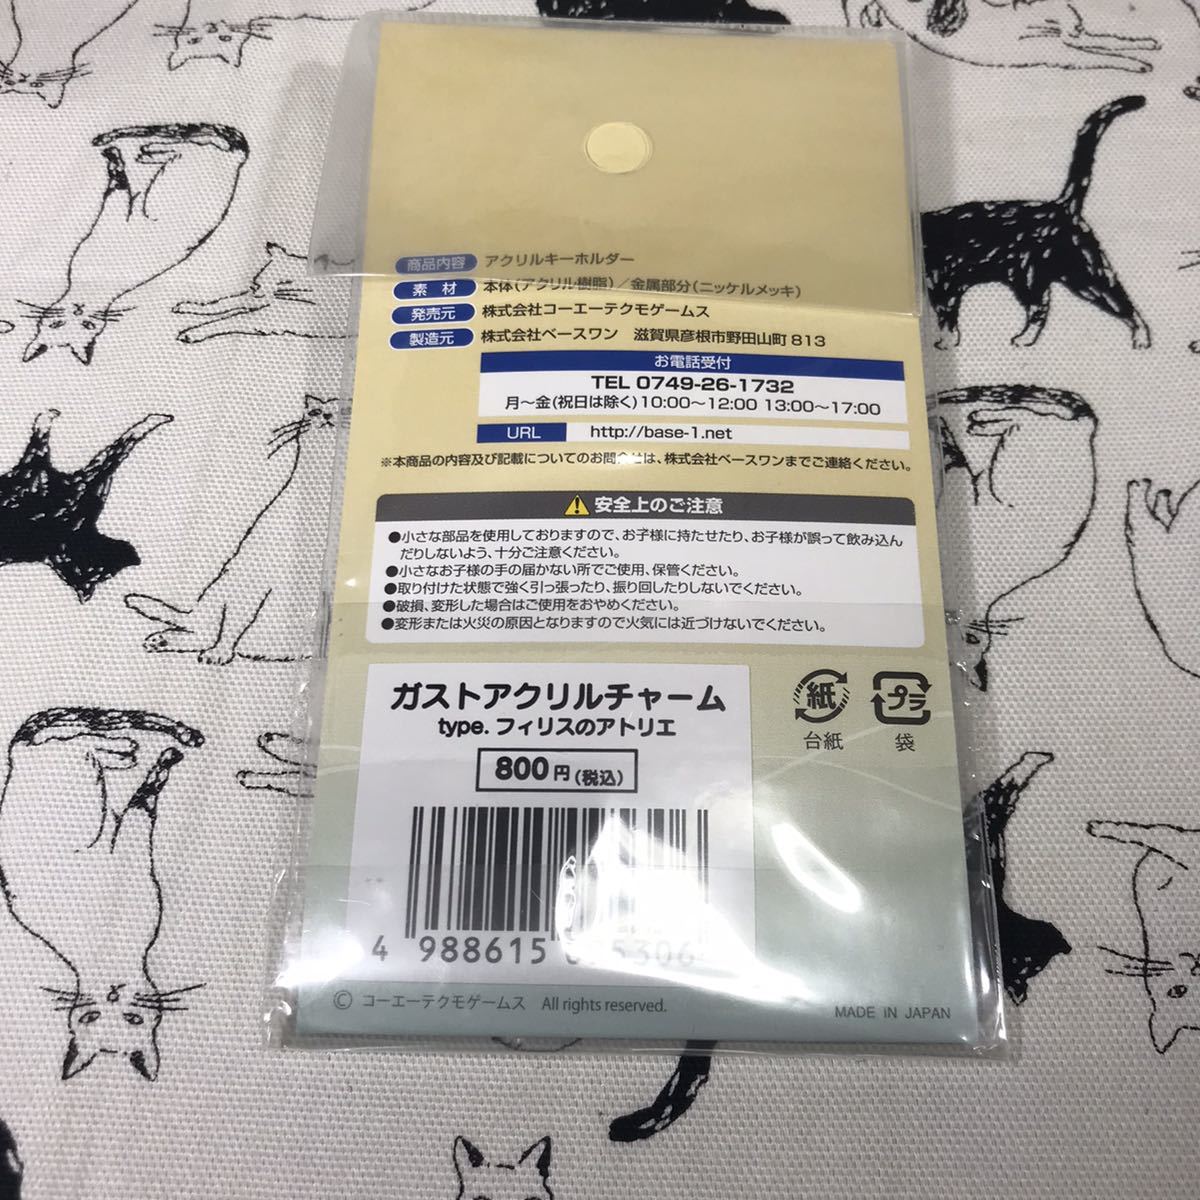 商品内容 アクリルキーホルダー
素材 本体(アクリル樹脂)/金属部分(ニッケルメッキ)
発売元 株式会社コーエーテクモゲームス
製造元 株式会社ベースワン 滋賀県彦根市野田山町813
お電話受付
TEL 0749-26-1732
月〜金(祝日は除く)10:00〜12:00 13:00〜17:00
URL http://base-1.net
※本商品の内容及び記載についてのお問合せは、株式会社ベースワンまでご連絡ください。
安全上のご注意
●小さな部品を使用しておりますので、お子様に持たせたり、お子様が誤って飲み込ん
だりしないよう、十分ご注意ください。
●小さなお子様の手の届かない所でご使用、保管ください。
●取り付けた状態で強く引っ張ったり、振り回したりしないでください。
●破損、変形した場合はご使用をおやめください。
●変形または火災の原因となりますので火気には近づけないでください。
ガストアクリルチャーム
type.フィリスのアトリエ
800円(税込)
紙
台紙
プラ
袋
4 988615
© コーエーテクモゲームス All rights reserved.
MADE iN JAPAN